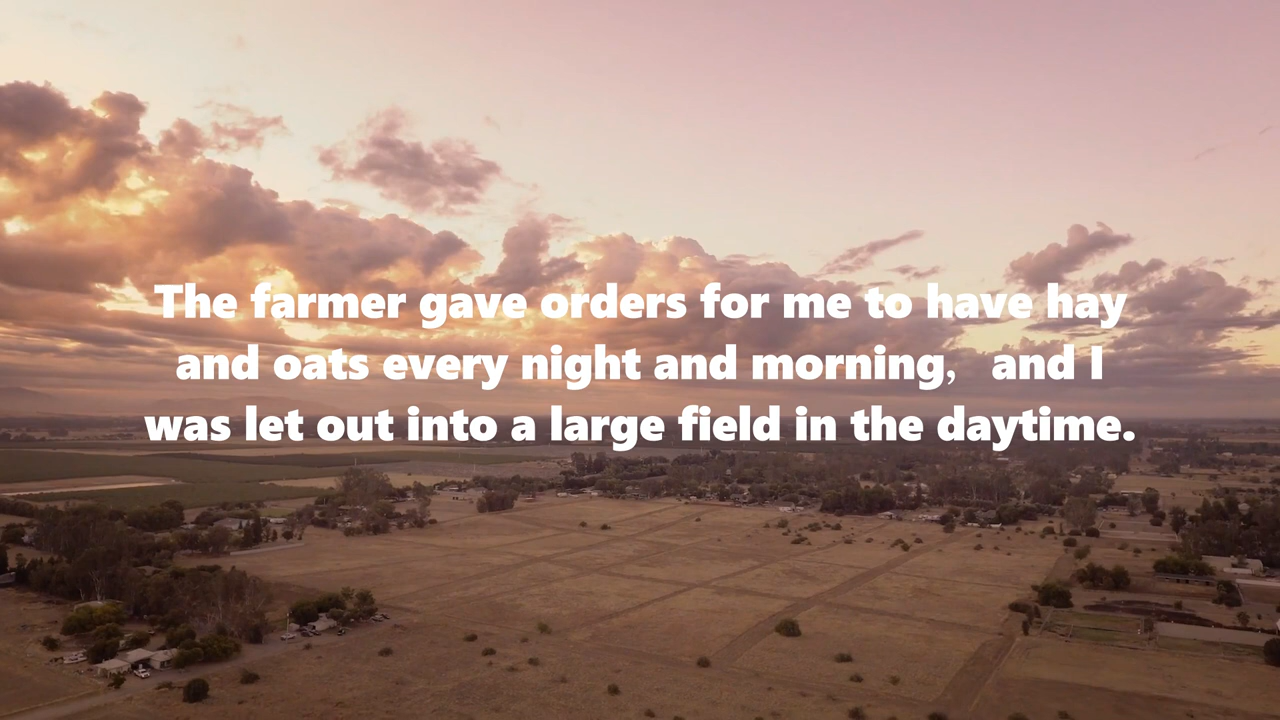 The farmer gave orders for me to have hay
and oats every night and morning,  and I
was let out into a large field in the daytime.